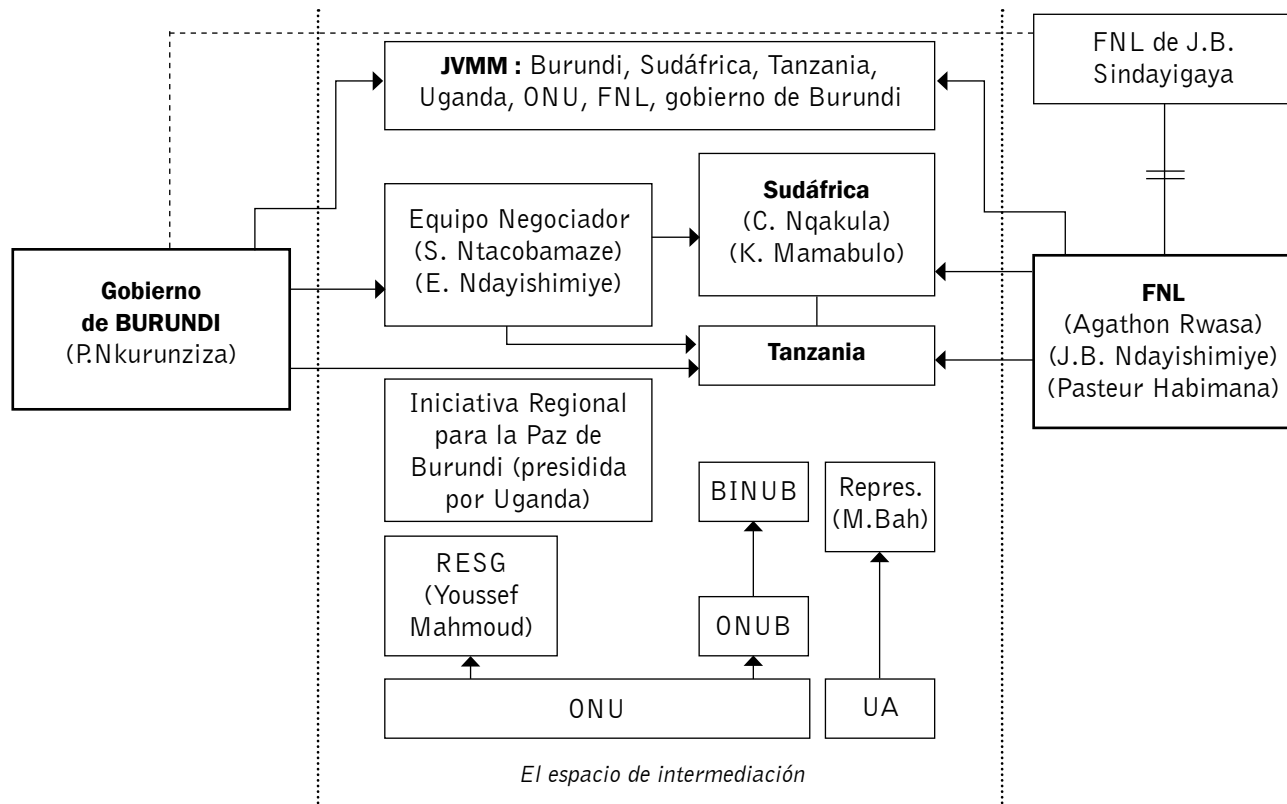 JVMM : Burundi, Sudáfrica, Tanzania,
Uganda, ONU, FNL, gobierno de Burundi
FNL de J.B.
Sindayigaya
Gobierno
de BURUNDI
(P.Nkurunziza)
Equipo Negociador
(S. Ntacobamaze)
(E. Ndayishimiye)
Sudáfrica
(C. Nqakula)
(K. Mamabulo)
Tanzania
FNL
(Agathon Rwasa)
(J.B. Ndayishimiye)
(Pasteur Habimana)
Iniciativa Regional
para la Paz de
Burundi (presidida
por Uganda)
BINUB
Repres.
(M.Bah)
RESG
(Youssef
Mahmoud)
ONUB
ONU
UA
El espacio de intermediación